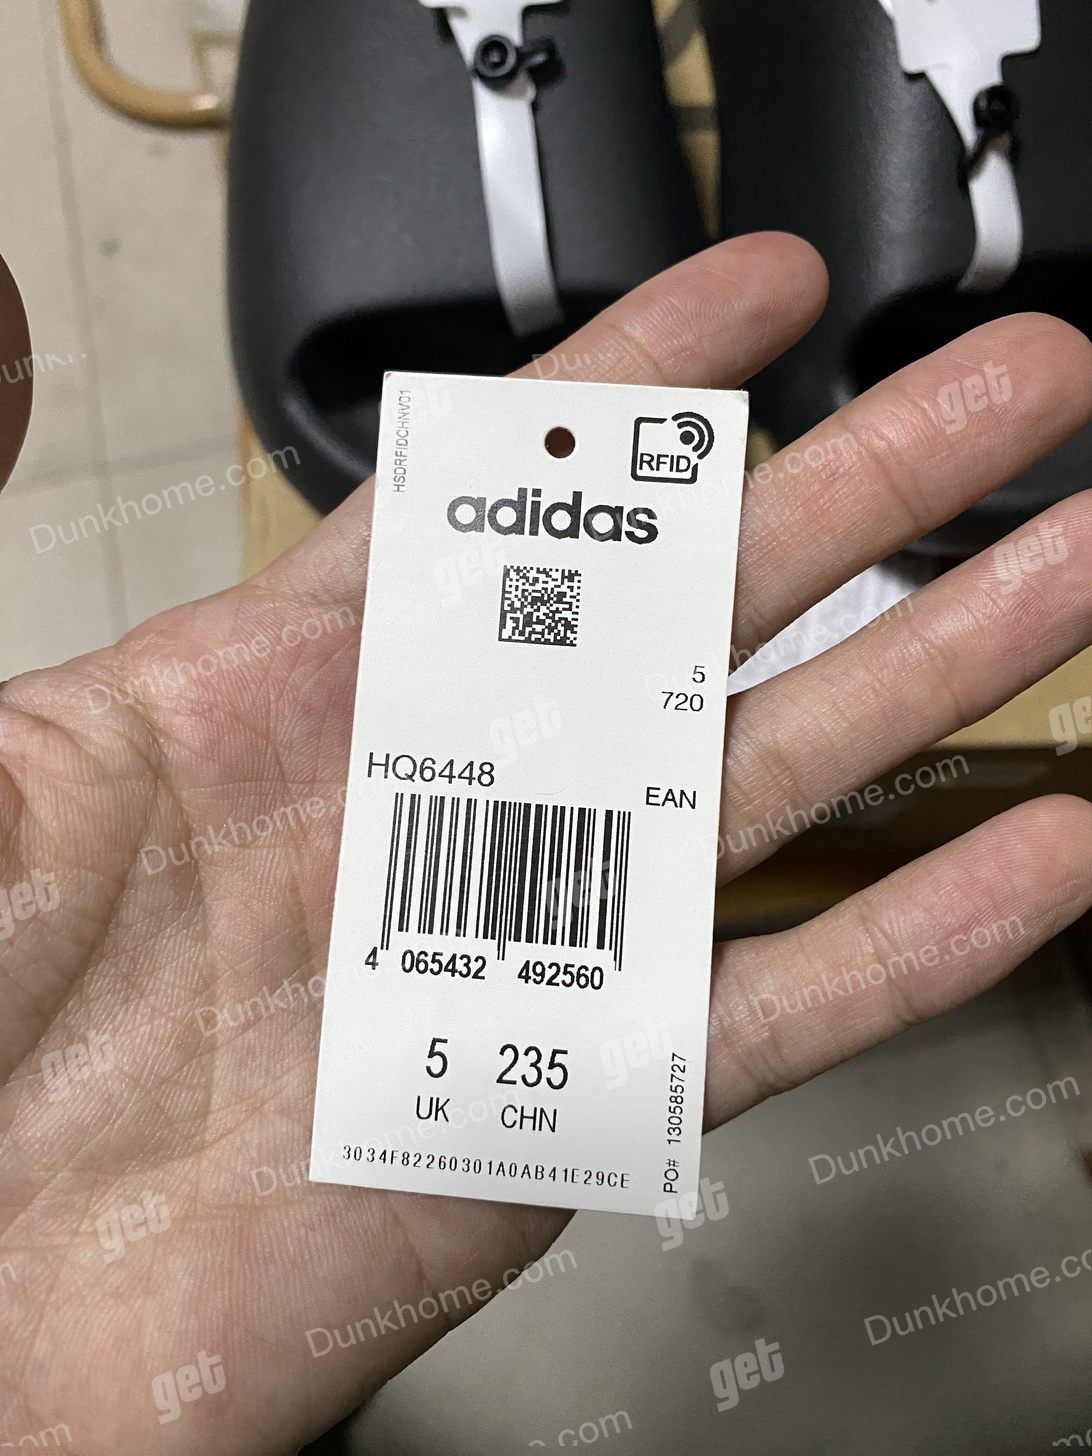 HSDRFIDCHNV01
RFID
adidas
5
720
HQ6448
EAN
4 065432 492560
5 235
UK CHN
3034F82260301A0AB41E29CE
PO# 130585727
Dunkhome.com
get